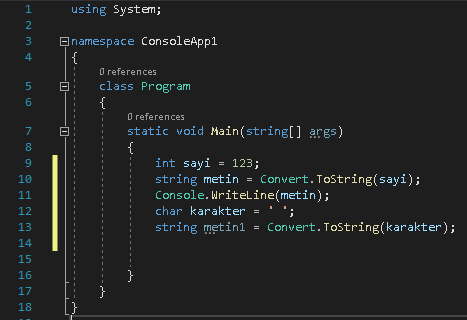 1 using System;
2
3 namespace ConsoleApp1
4 {
0 references
5 class Program
6 {
0 references
7 static void Main(string[] args)
8 {
9 int sayi = 123;
10 string metin = Convert.ToString(sayi);
11 Console.WriteLine(metin);
12 char karakter = ' ';
13 string metin1 = Convert.ToString(karakter);
14
15
16 }
17 }
18 }